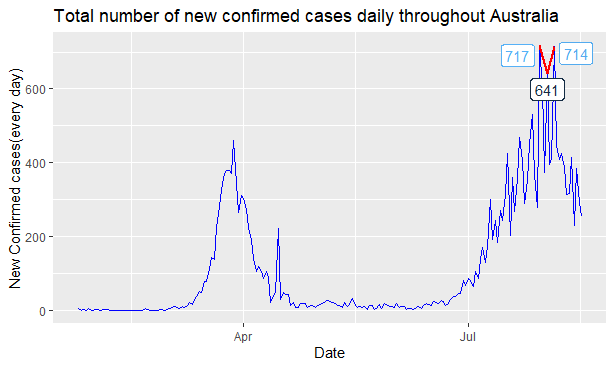 Total number of new confirmed cases daily throughout Australia
717
714
641
600
400
200
0
New Confirmed cases(every day)
Apr
Jul
Date